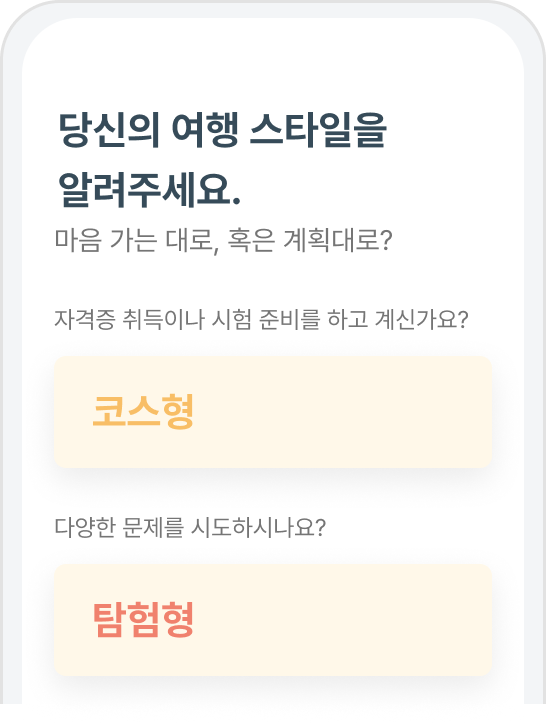 당신의 여행 스타일을
알려주세요.
마음 가는 대로, 혹은 계획대로?
자격증 취득이나 시험 준비를 하고 계신가요?
코스형
다양한 문제를 시도하시나요?
탐험형